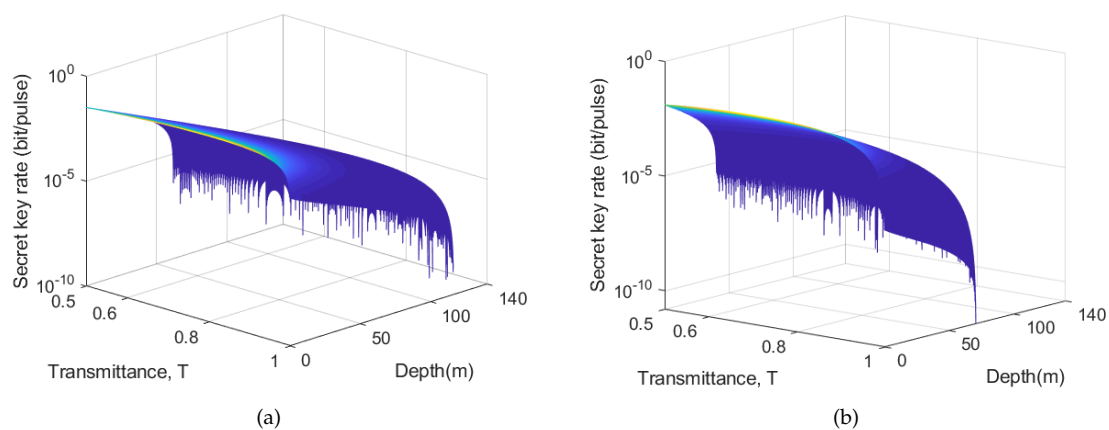 10^0
10^-5
10^-10
Secret key rate (bit/pulse)
0.5
0.6
0.8
1
Transmittance, T
0
50
100
140
Depth(m)
(a)
10^0
10^-5
10^-10
Secret key rate (bit/pulse)
0.5
0.6
0.8
1
Transmittance, T
0
50
100
140
Depth(m)
(b)